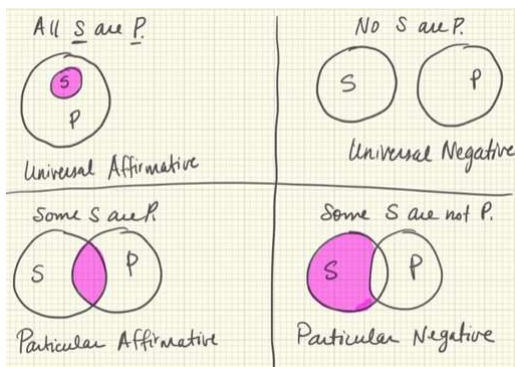 All S are P.
S
P
Universal Affirmative
No S are P.
S
P
Universal Negative
Some S are P.
S
P
Particular Affirmative
Some S are not P.
S
P
Particular Negative